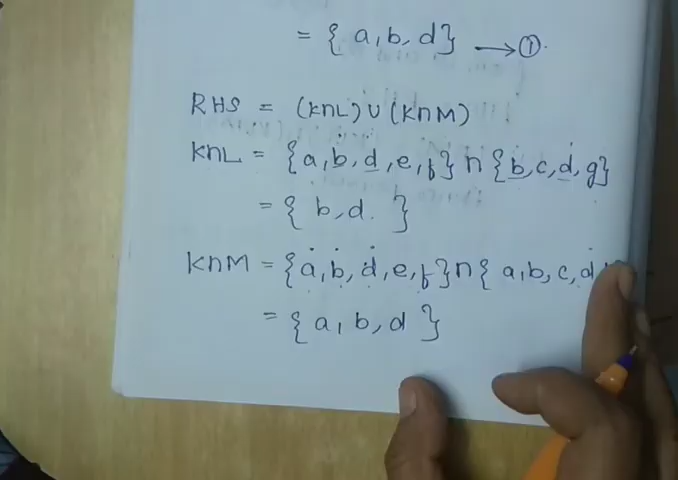 = { a, b, d } → ①.
RHS = (K∩L) ∪ (K∩M)
K∩L = {a, b, d, e, f} ∩ {b, c, d, g}
= { b, d. }
K∩M = {a, b, d, e, f} ∩ { a, b, c, d
= { a, b, d }